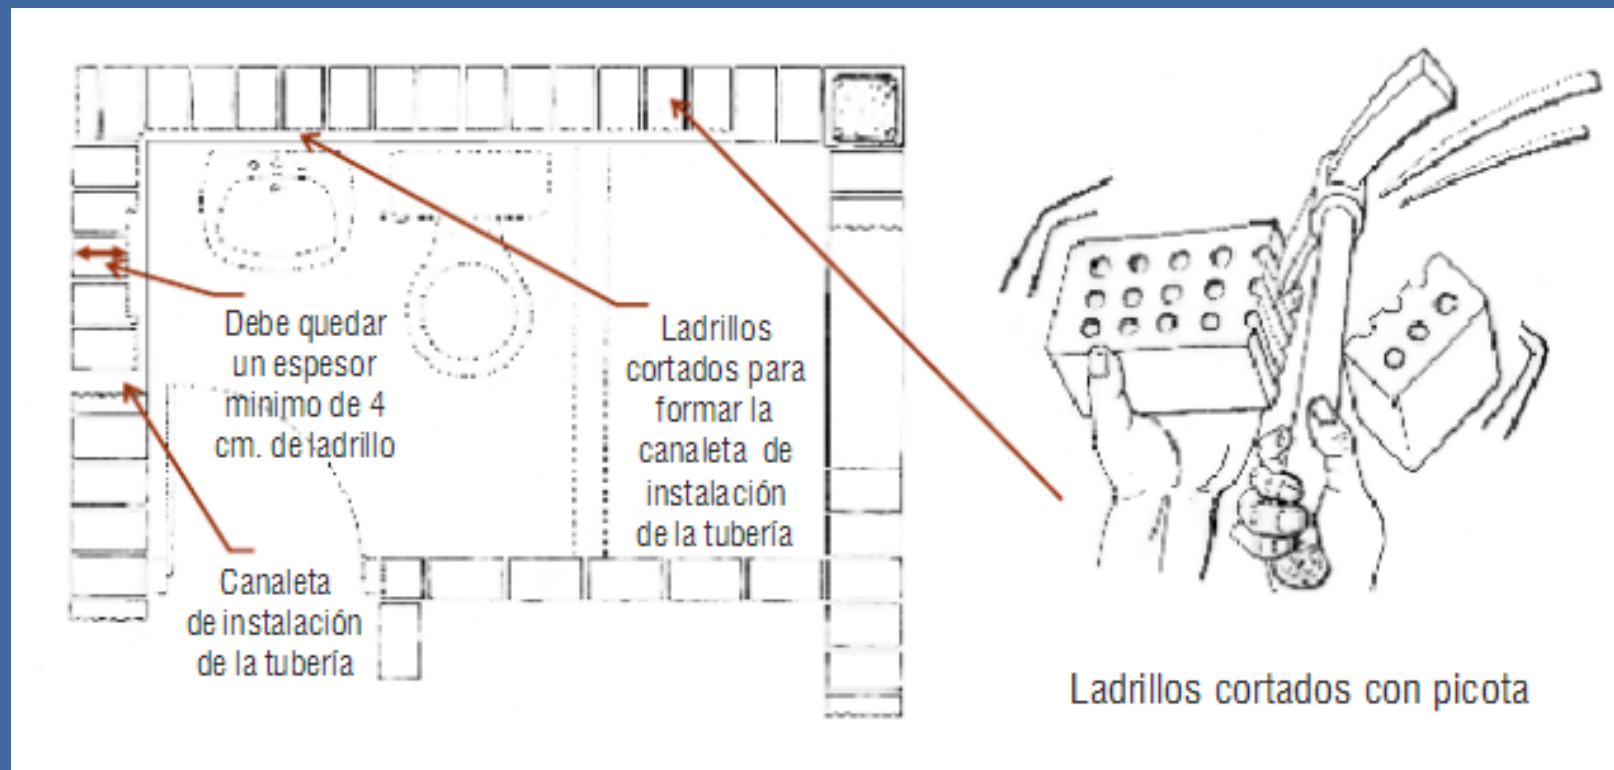 Debe quedar
un espesor
minimo de 4
cm. de ladrillo
Ladrillos
cortados para
formar la
canaleta de
instalación
de la tubería
Canaleta
de instalación
de la tubería
Ladrillos cortados con picota